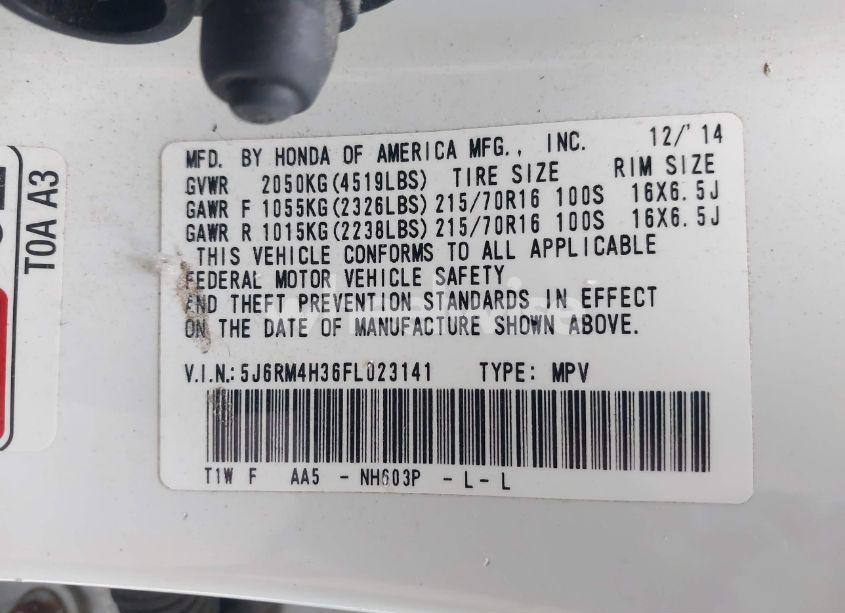 MFD. BY HONDA OF AMERICA MFG., INC. 12/'14
GVWR 2050KG(4519LBS) TIRE SIZE RIM SIZE
GAWR F 1055KG(2326LBS) 215/70R16 100S 16X6.5J
GAWR R 1015KG(2238LBS) 215/70R16 100S 16X6.5J
THIS VEHICLE CONFORMS TO ALL APPLICABLE
FEDERAL MOTOR VEHICLE SAFETY
AND THEFT PREVENTION STANDARDS IN EFFECT
ON THE DATE OF MANUFACTURE SHOWN ABOVE.
V.I.N.: 5J6RM4H36FL023141 TYPE: MPV
T1W F AA5 - NH603P - L - L
T0A A3